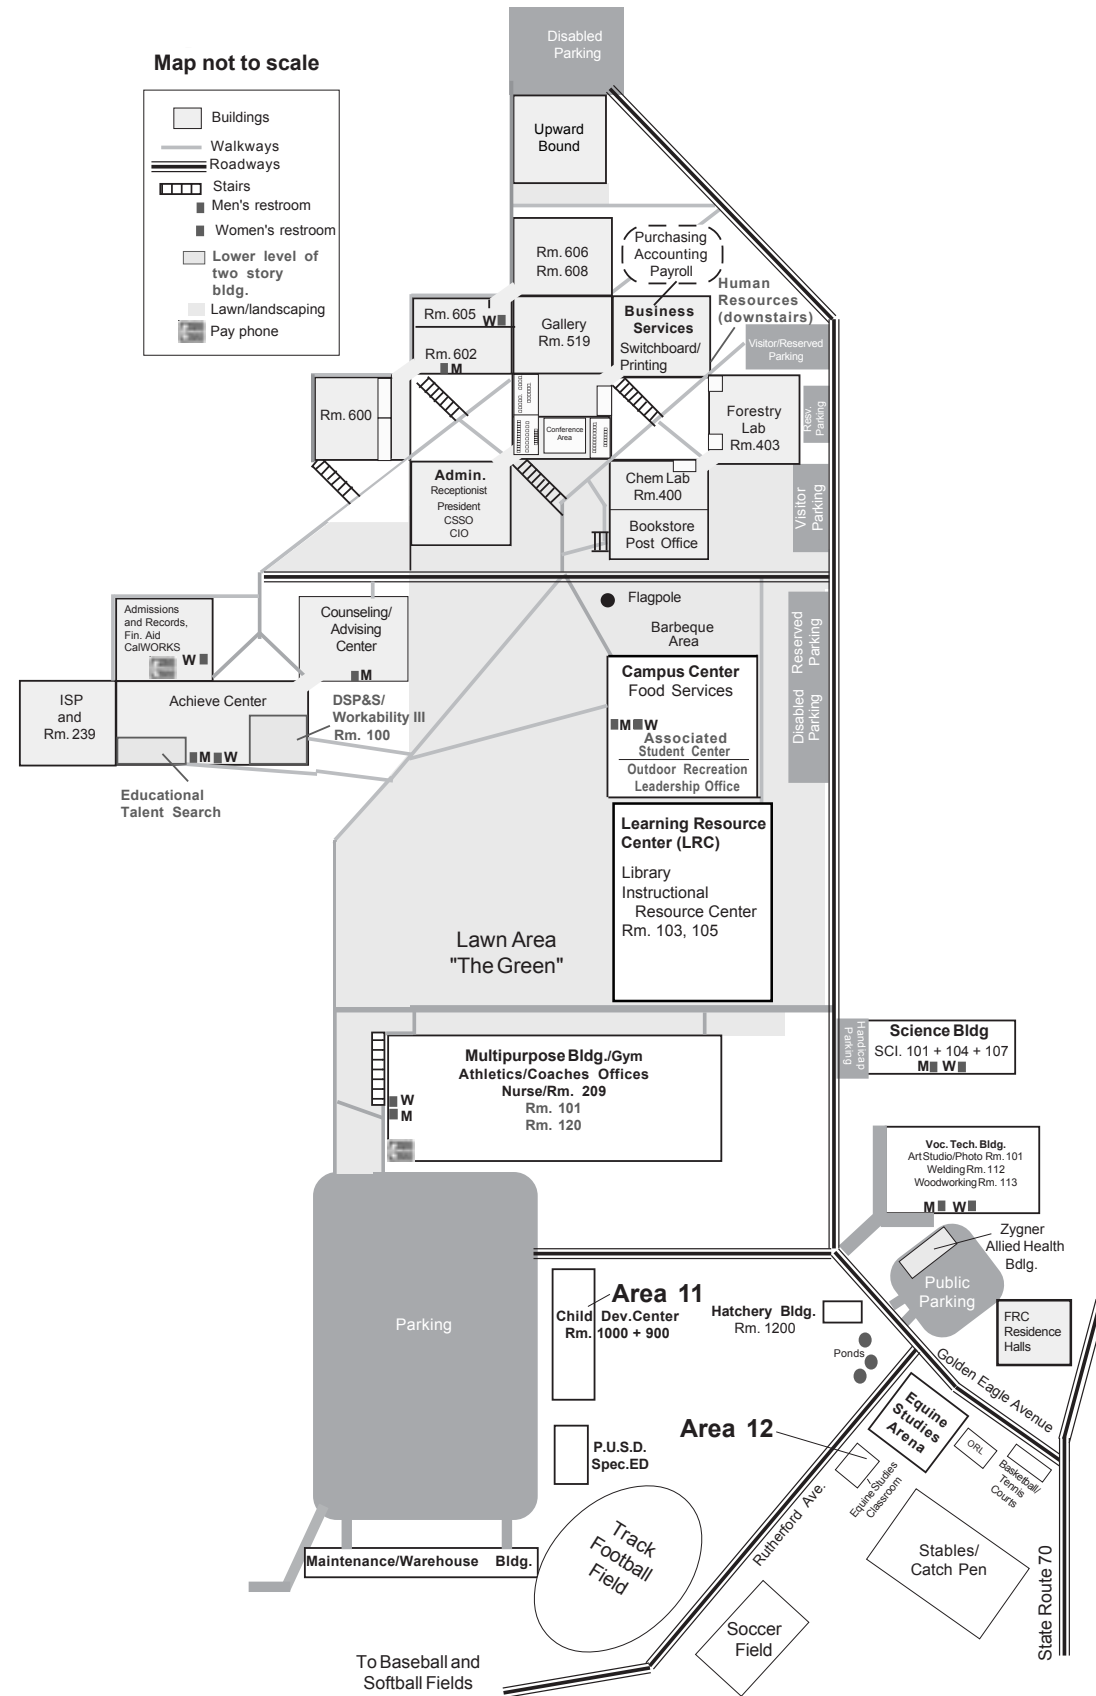 Disabled
Parking
Map not to scale
Buildings
Walkways
Roadways
Stairs
Men's restroom
Women's restroom
Lower level of
two story
bldg.
Lawn/landscaping
Pay phone
Upward
Bound
Rm. 606
Rm. 608
Purchasing
Accounting
Payroll
Human
Resources
(downstairs)
Rm. 605
W
Rm. 602
M
Gallery
Rm. 519
Business
Services
Switchboard/
Printing
Visitor/Reserved
Parking
Rm. 600
Conference
Area
Forestry
Lab
Rm.403
Resv.
Parking
Admin.
Receptionist
President
CSSO
CIO
Chem Lab
Rm.400
Bookstore
Post Office
Visitor
Parking
Admissions
and Records,
Fin. Aid
CalWORKS
W
Counseling/
Advising
Center
M
Flagpole
Barbeque
Area
Reserved
Parking
Disabled
Parking
ISP
and
Rm. 239
Achieve Center
M W
DSP&S/
Workability III
Rm. 100
Educational
Talent Search
Campus Center
Food Services
M W
Associated
Student Center
Outdoor Recreation
Leadership Office
Learning Resource
Center (LRC)
Library
Instructional
Resource Center
Rm. 103, 105
Lawn Area
"The Green"
Handicap
Parking
Science Bldg
SCI. 101 + 104 + 107
M W
Multipurpose Bldg./Gym
Athletics/Coaches Offices
Nurse/Rm. 209
Rm. 101
Rm. 120
W
M
Voc. Tech. Bldg.
Art Studio/Photo Rm. 101
Welding Rm. 112
Woodworking Rm. 113
M W
Zygner
Allied Health
Bdlg.
Public
Parking
Parking
Area 11
Child Dev.Center
Rm. 1000 + 900
Hatchery Bldg.
Rm. 1200
Ponds
FRC
Residence
Halls
Golden Eagle Avenue
Equine
Studies
Arena
Area 12
P.U.S.D.
Spec.ED
ORL
Basketball/
Tennis
Courts
Equine Studies
Classroom
Rutherford Ave.
Track
Football
Field
Stables/
Catch Pen
Maintenance/Warehouse Bldg.
Soccer
Field
State Route 70
To Baseball and
Softball Fields